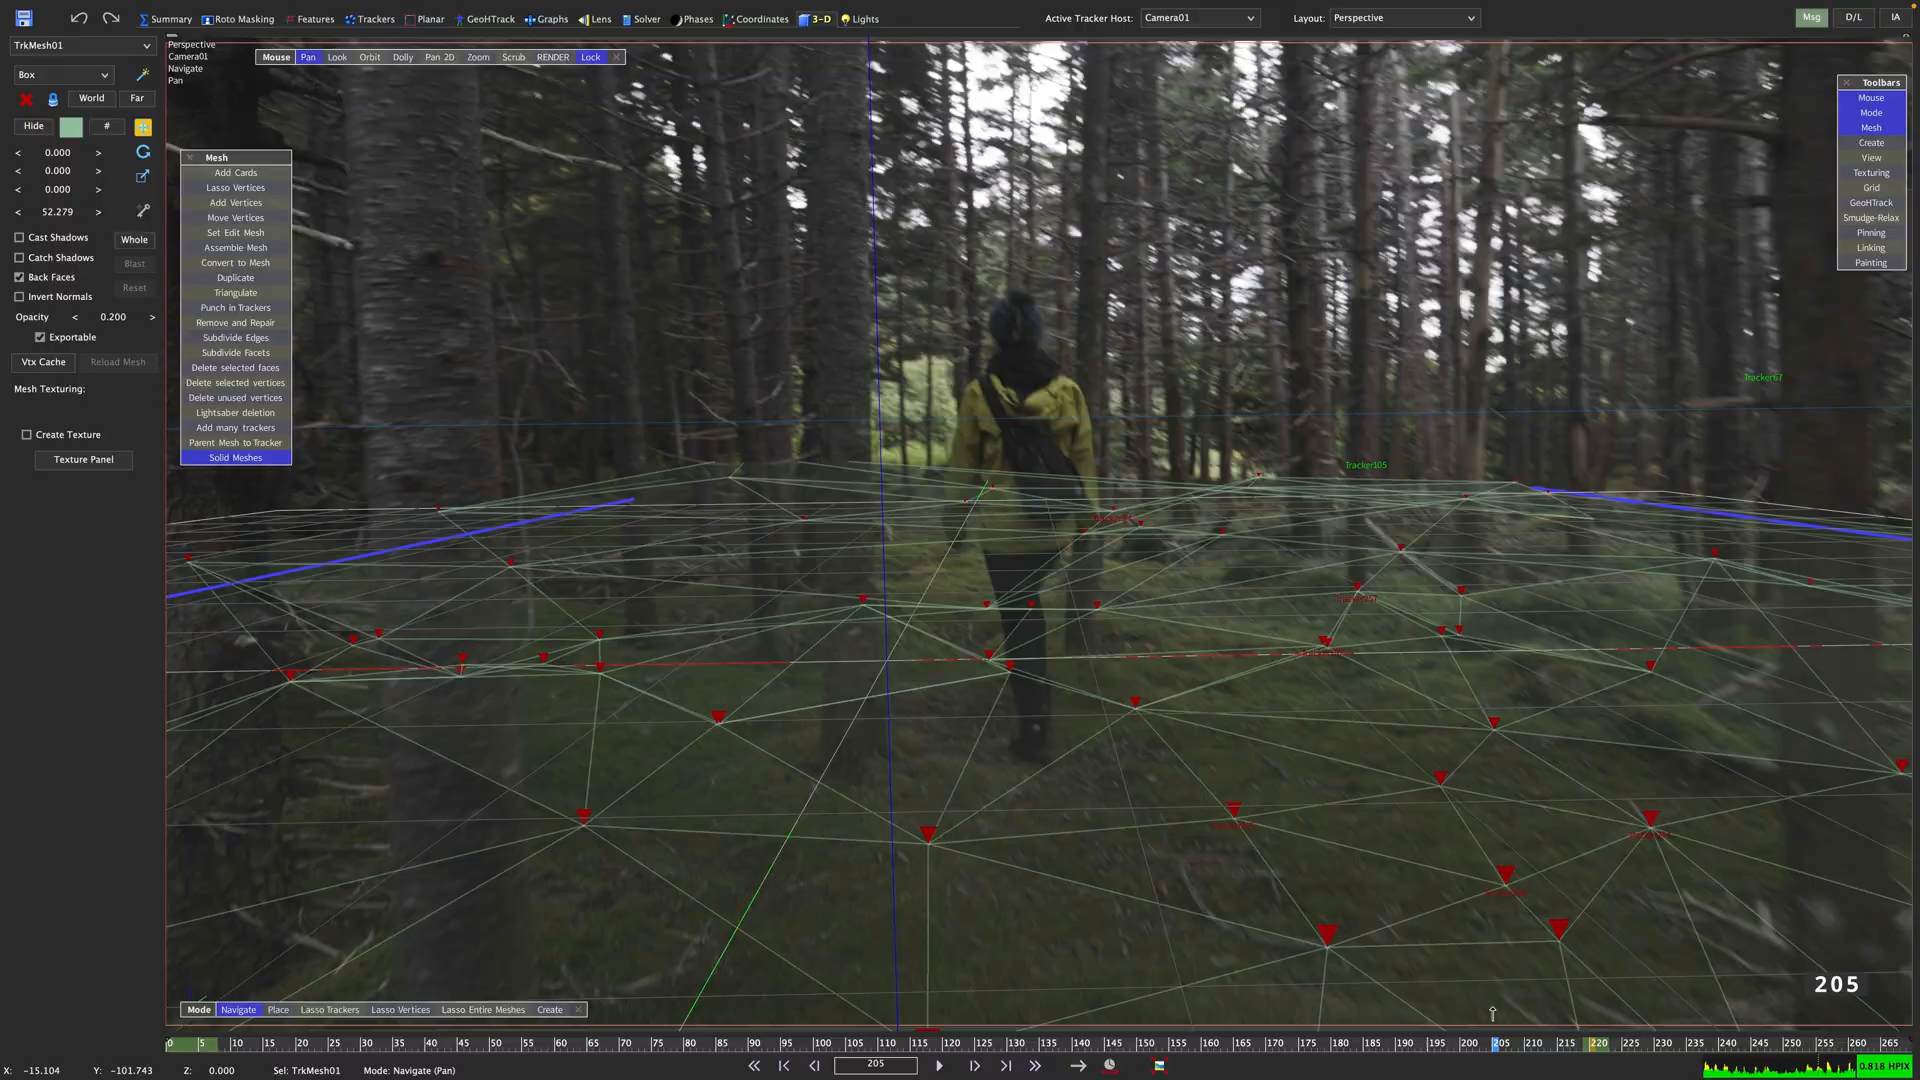 Summary Roto Masking Features Trackers Planar GeoHTrack Graphs Lens Solver Phases Coordinates 3-D Lights Active Tracker Host: Camera01 Layout: Perspective Msg D/L IA
TrkMesh01
Perspective
Camera01
Navigate
Pan
Mouse Pan Look Orbit Dolly Pan 2D Zoom Scrub RENDER Lock
Box
World Far
Hide #
< 0.000 >
< 0.000 >
< 0.000 >
< 52.279 >
Cast Shadows Whole
Catch Shadows Blast
Back Faces
Reset
Invert Normals
Opacity < 0.200 >
Exportable
Vtx Cache Reload Mesh
Mesh Texturing:
Create Texture
Texture Panel
Mesh
Add Cards
Lasso Vertices
Add Vertices
Move Vertices
Set Edit Mesh
Assemble Mesh
Convert to Mesh
Duplicate
Triangulate
Punch in Trackers
Remove and Repair
Subdivide Edges
Subdivide Facets
Delete selected faces
Delete selected vertices
Delete unused vertices
Lightsaber deletion
Add many trackers
Parent Mesh to Tracker
Solid Meshes
Toolbars
Mouse
Mode
Mesh
Create
View
Texturing
Grid
GeoHTrack
Smudge-Relax
Pinning
Linking
Painting
Tracker67
Tracker105
205
Mode Navigate Place Lasso Trackers Lasso Vertices Lasso Entire Meshes Create
0 5 10 15 20 25 30 35 40 45 50 55 60 65 70 75 80 85 90 95 100 105 110 115 120 125 130 135 140 145 150 155 160 165 170 175 180 185 190 195 200 205 210 215 220 225 230 235 240 245 250 255 260 265
205
X: -15.104 Y: -101.743 Z: 0.000 Sel: TrkMesh01 Mode: Navigate (Pan)
0.818 HPIX